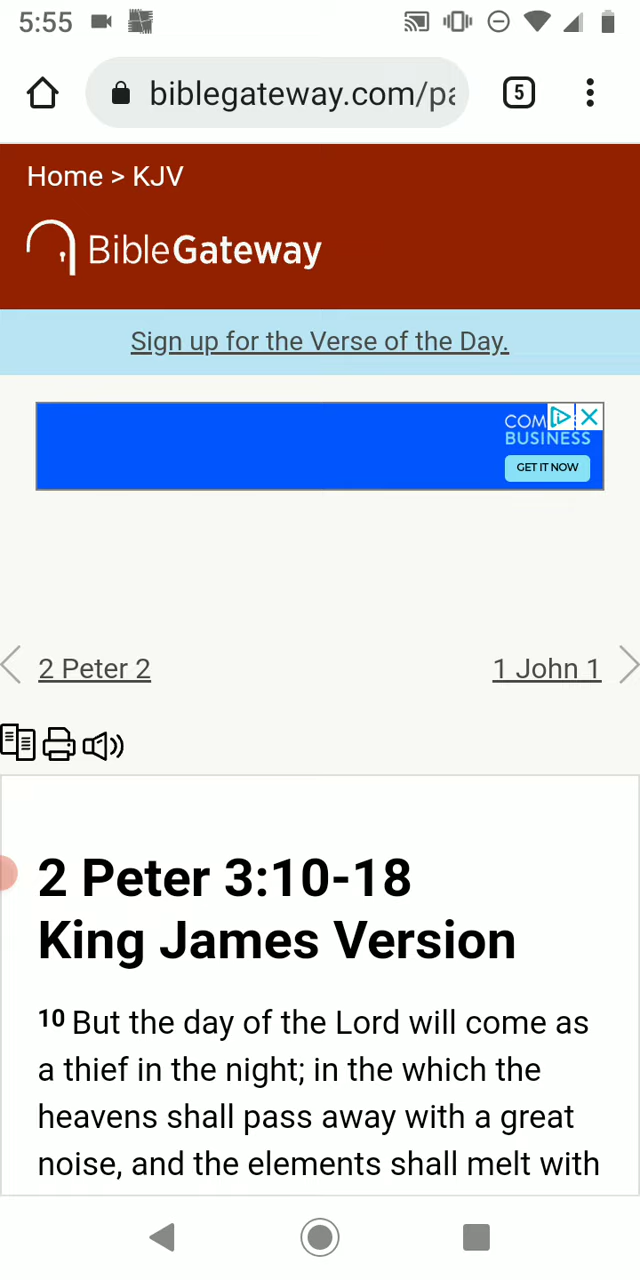 5:55
biblegateway.com/pa
5
Home > KJV
BibleGateway
Sign up for the Verse of the Day.
COM
BUSINESS
GET IT NOW
2 Peter 2
1 John 1
2 Peter 3:10-18
King James Version
10 But the day of the Lord will come as
a thief in the night; in the which the
heavens shall pass away with a great
noise, and the elements shall melt with